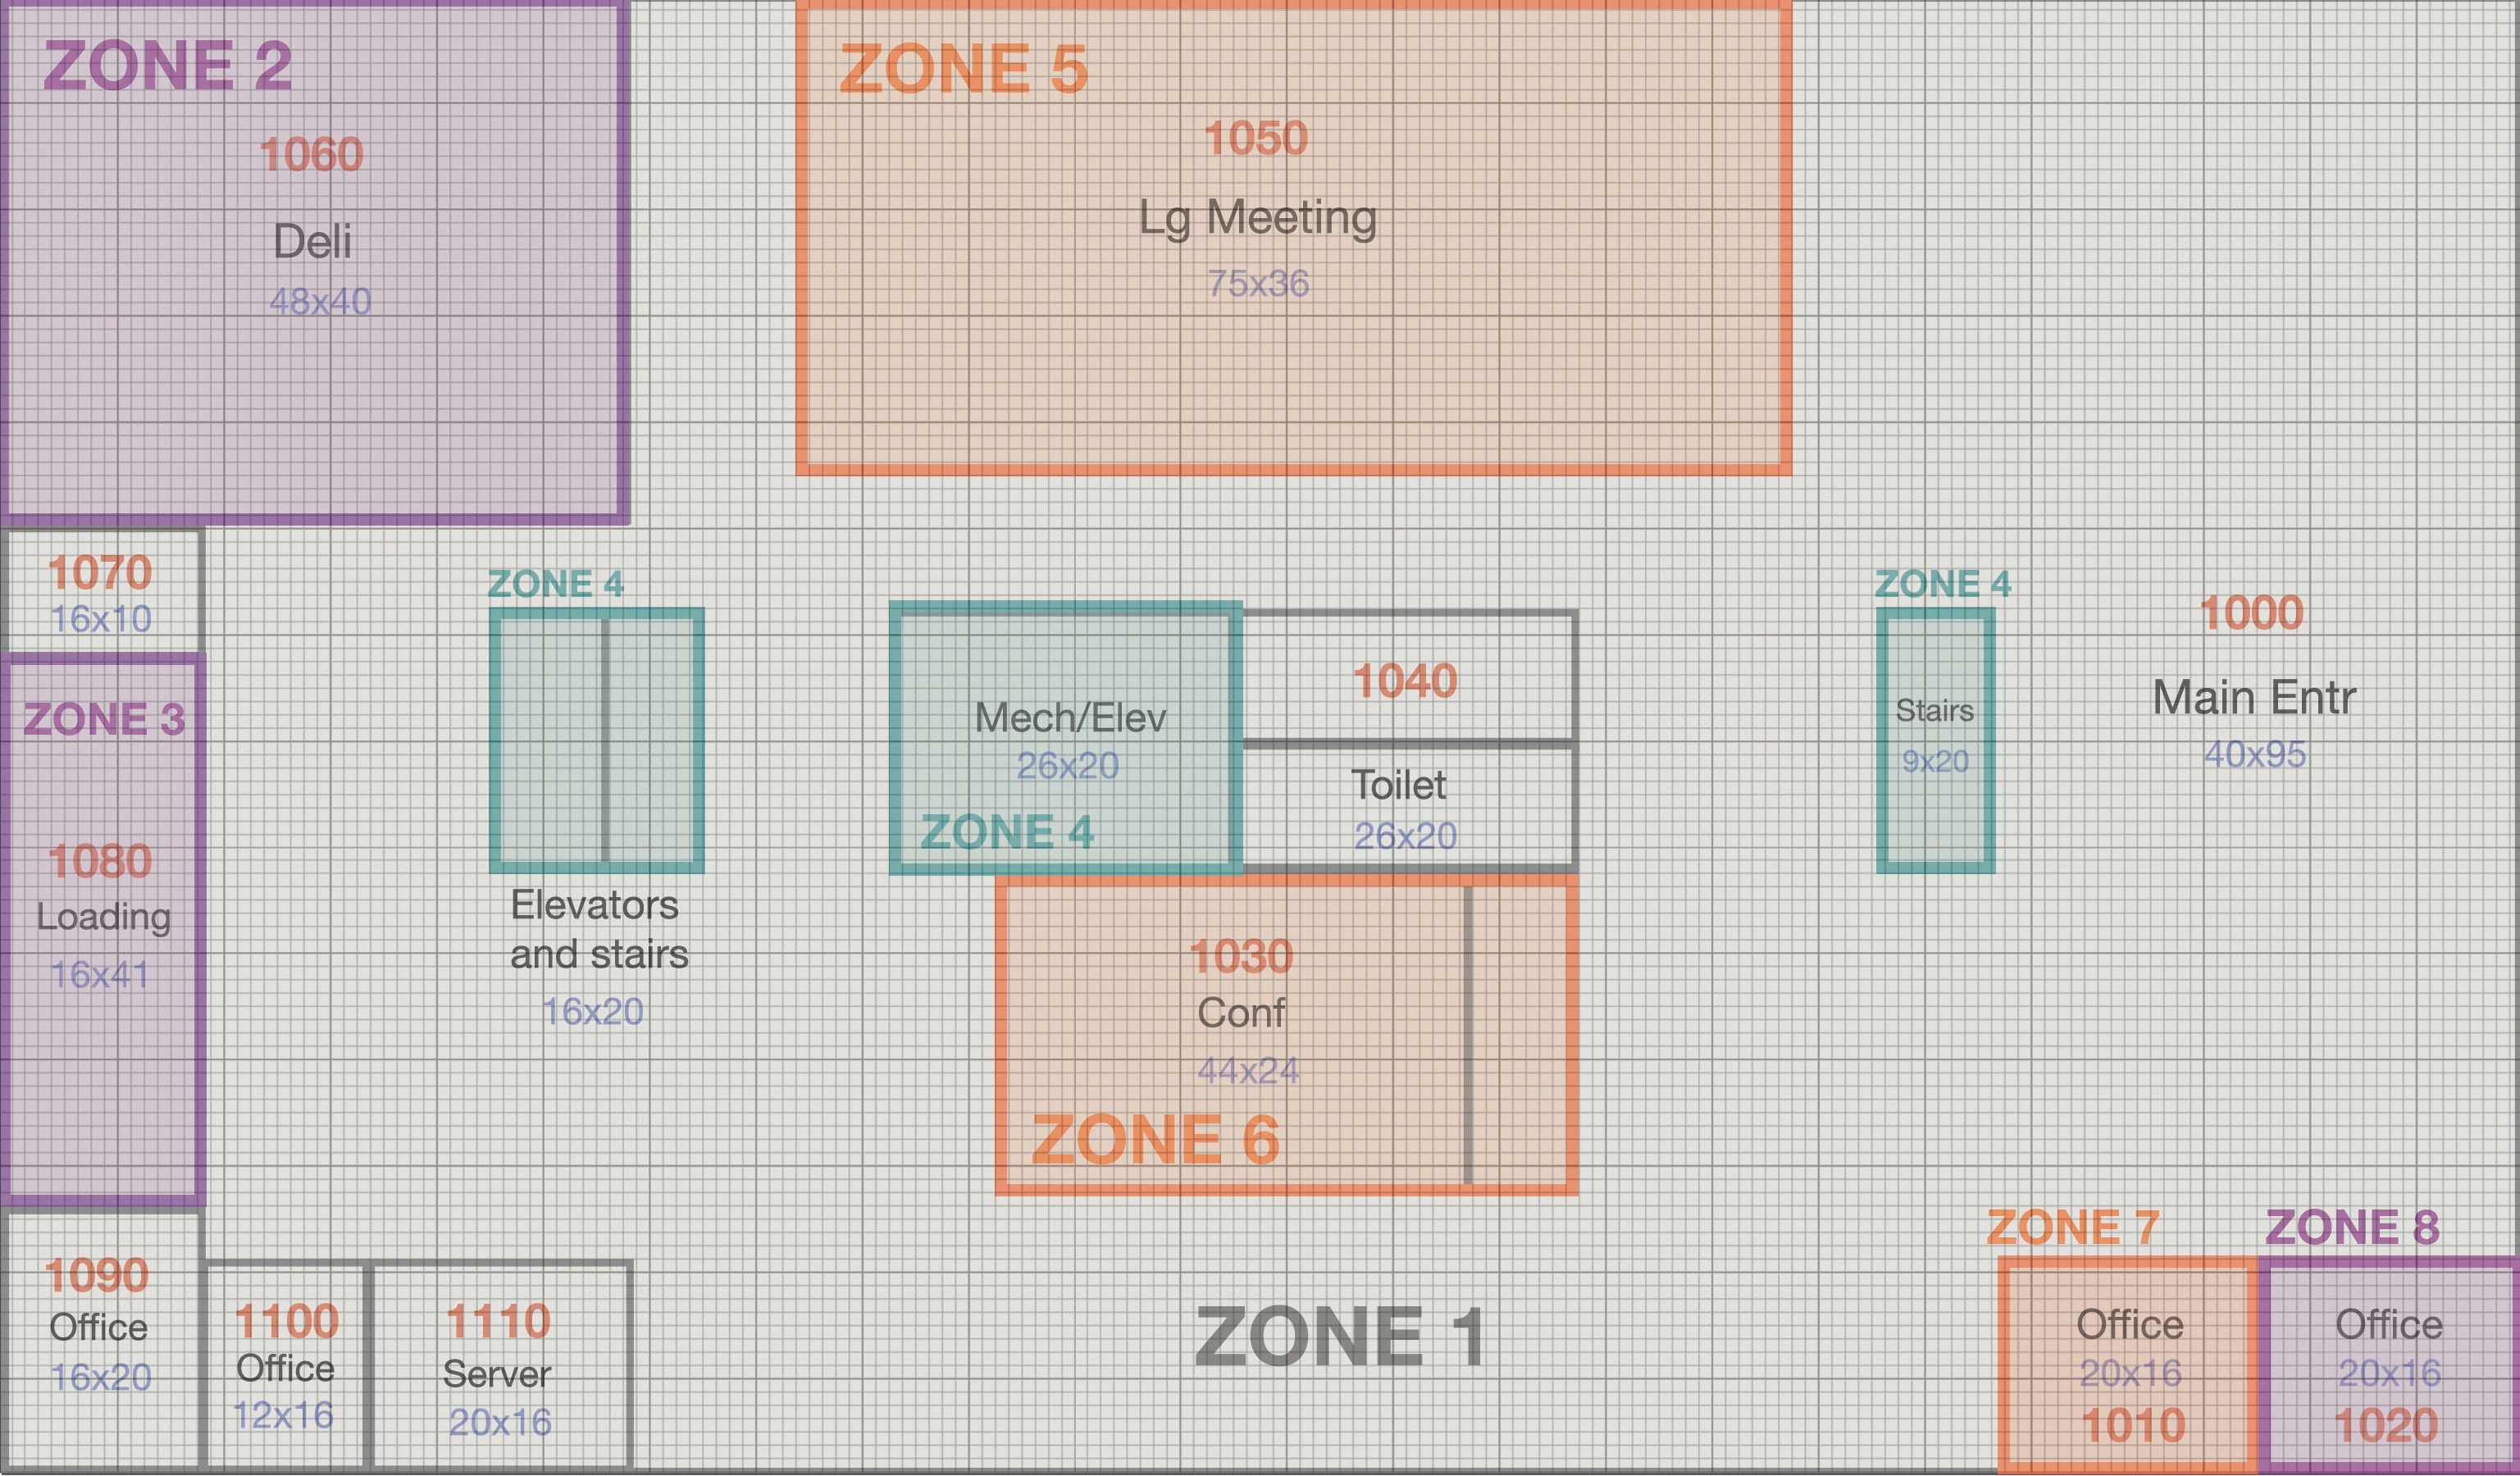 ZONE 2
1060
Deli
48x40
ZONE 5
1050
Lg Meeting
75x36
1070
16x10
ZONE 3
1080
Loading
16x41
ZONE 4
Elevators
and stairs
16x20
Mech/Elev
26x20
ZONE 4
1040
Toilet
26x20
1030
Conf
44x24
ZONE 6
ZONE 4
Stairs
9x20
1000
Main Entr
40x95
1090
Office
16x20
1100
Office
12x16
1110
Server
20x16
ZONE 1
ZONE 7
Office
20x16
1010
ZONE 8
Office
20x16
1020